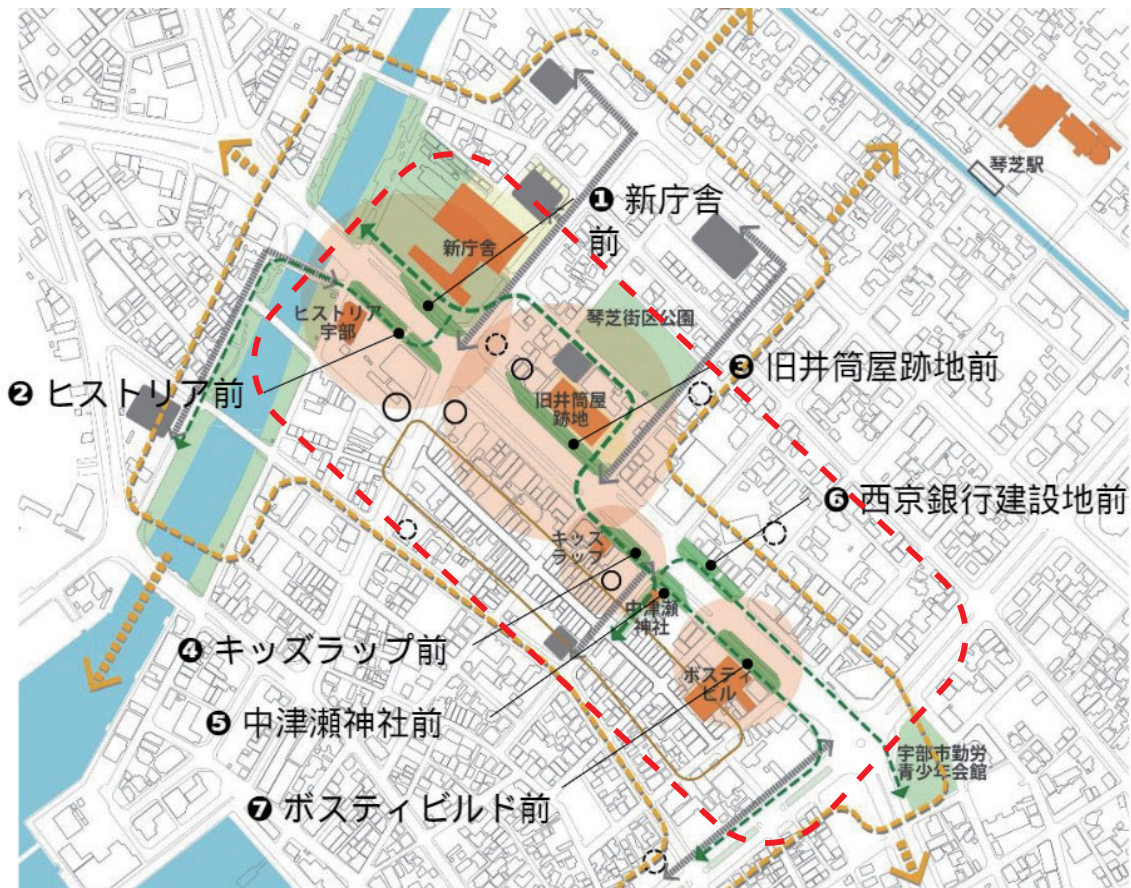 琴芝駅
❶ 新庁舎
前
新庁舎
ヒストリア
宇部
琴芝街区公園
❷ ヒストリア前
❸ 旧井筒屋跡地前
旧井筒屋
跡地
❻ 西京銀行建設地前
キッズ
ラップ
中津瀬
神社
❹ キッズラップ前
ボスティ
ビル
❺ 中津瀬神社前
宇部市勤労
青少年会館
❼ ボスティビルド前